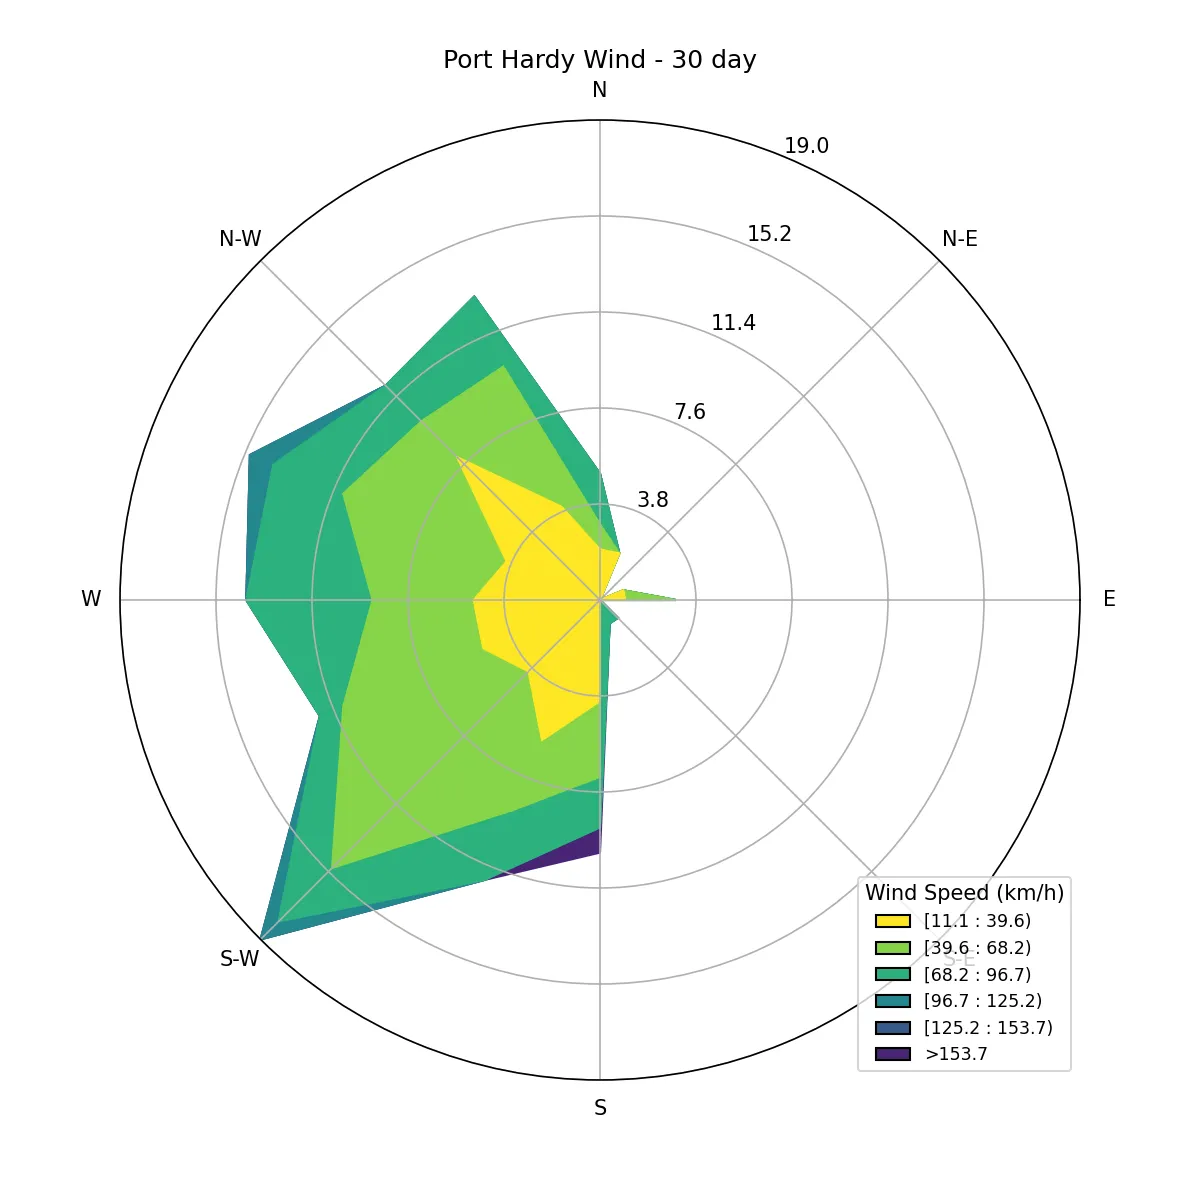 Port Hardy Wind - 30 day
N
19.0
15.2
N-W
N-E
11.4
7.6
3.8
W
E
Wind Speed (km/h)
[11.1 : 39.6)
[39.6 : 68.2)
S-W
S-E
[68.2 : 96.7)
[96.7 : 125.2)
[125.2 : 153.7)
>153.7
S